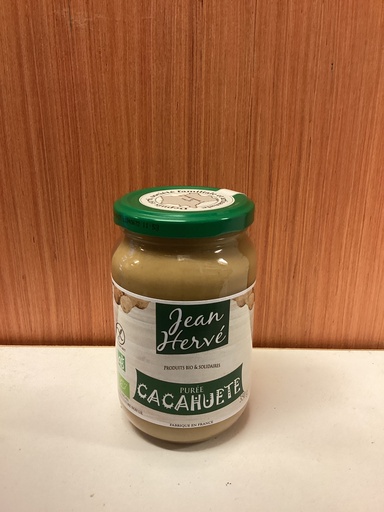 Jean
Hervé
PRODUITS BIO & SOLIDAIRES
PURÉE
CACAHUETE
FABRIQUÉ EN FRANCE